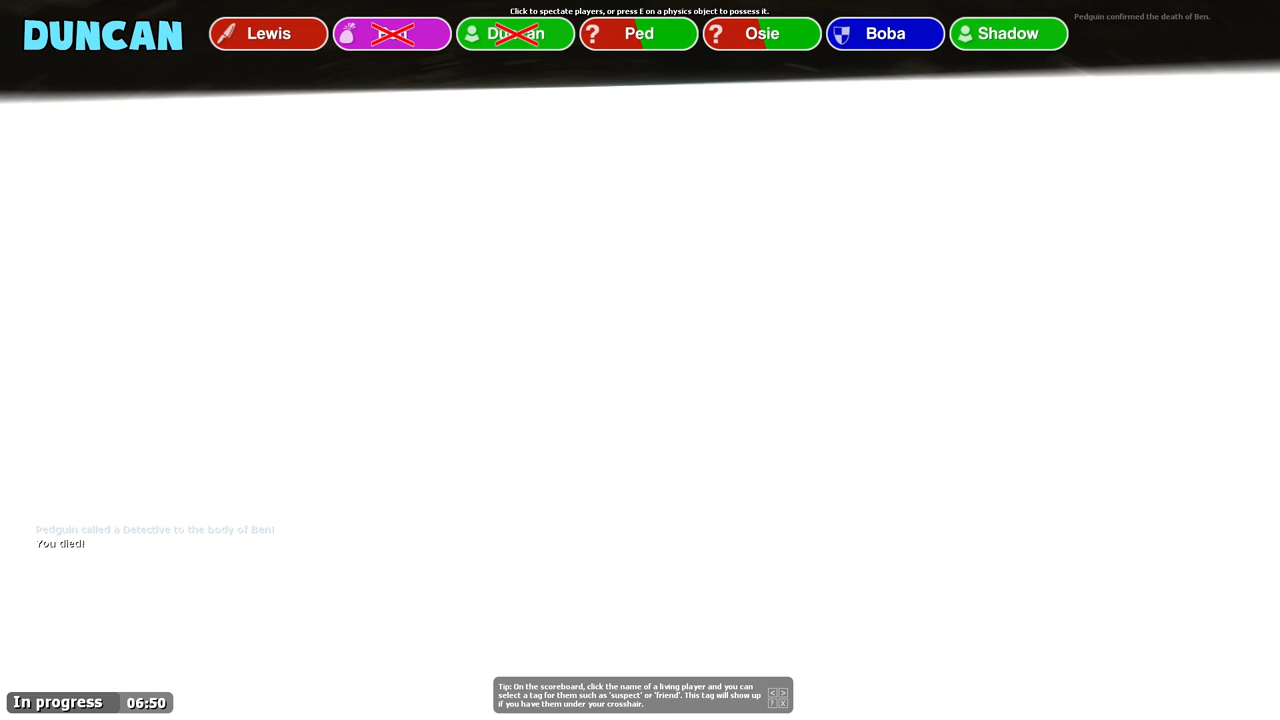 Click to spectate players, or press E on a physics object to possess it.
Pedguin confirmed the death of Ben.
DUNCAN
Lewis
Ben
Duncan
? Ped
? Osie
Boba
Shadow
Pedguin called a Detective to the body of Ben!
You died!
Tip: On the scoreboard, click the name of a living player and you can
select a tag for them such as 'suspect' or 'friend'. This tag will show up
if you have them under your crosshair.
< >
? X
In progress 06:50